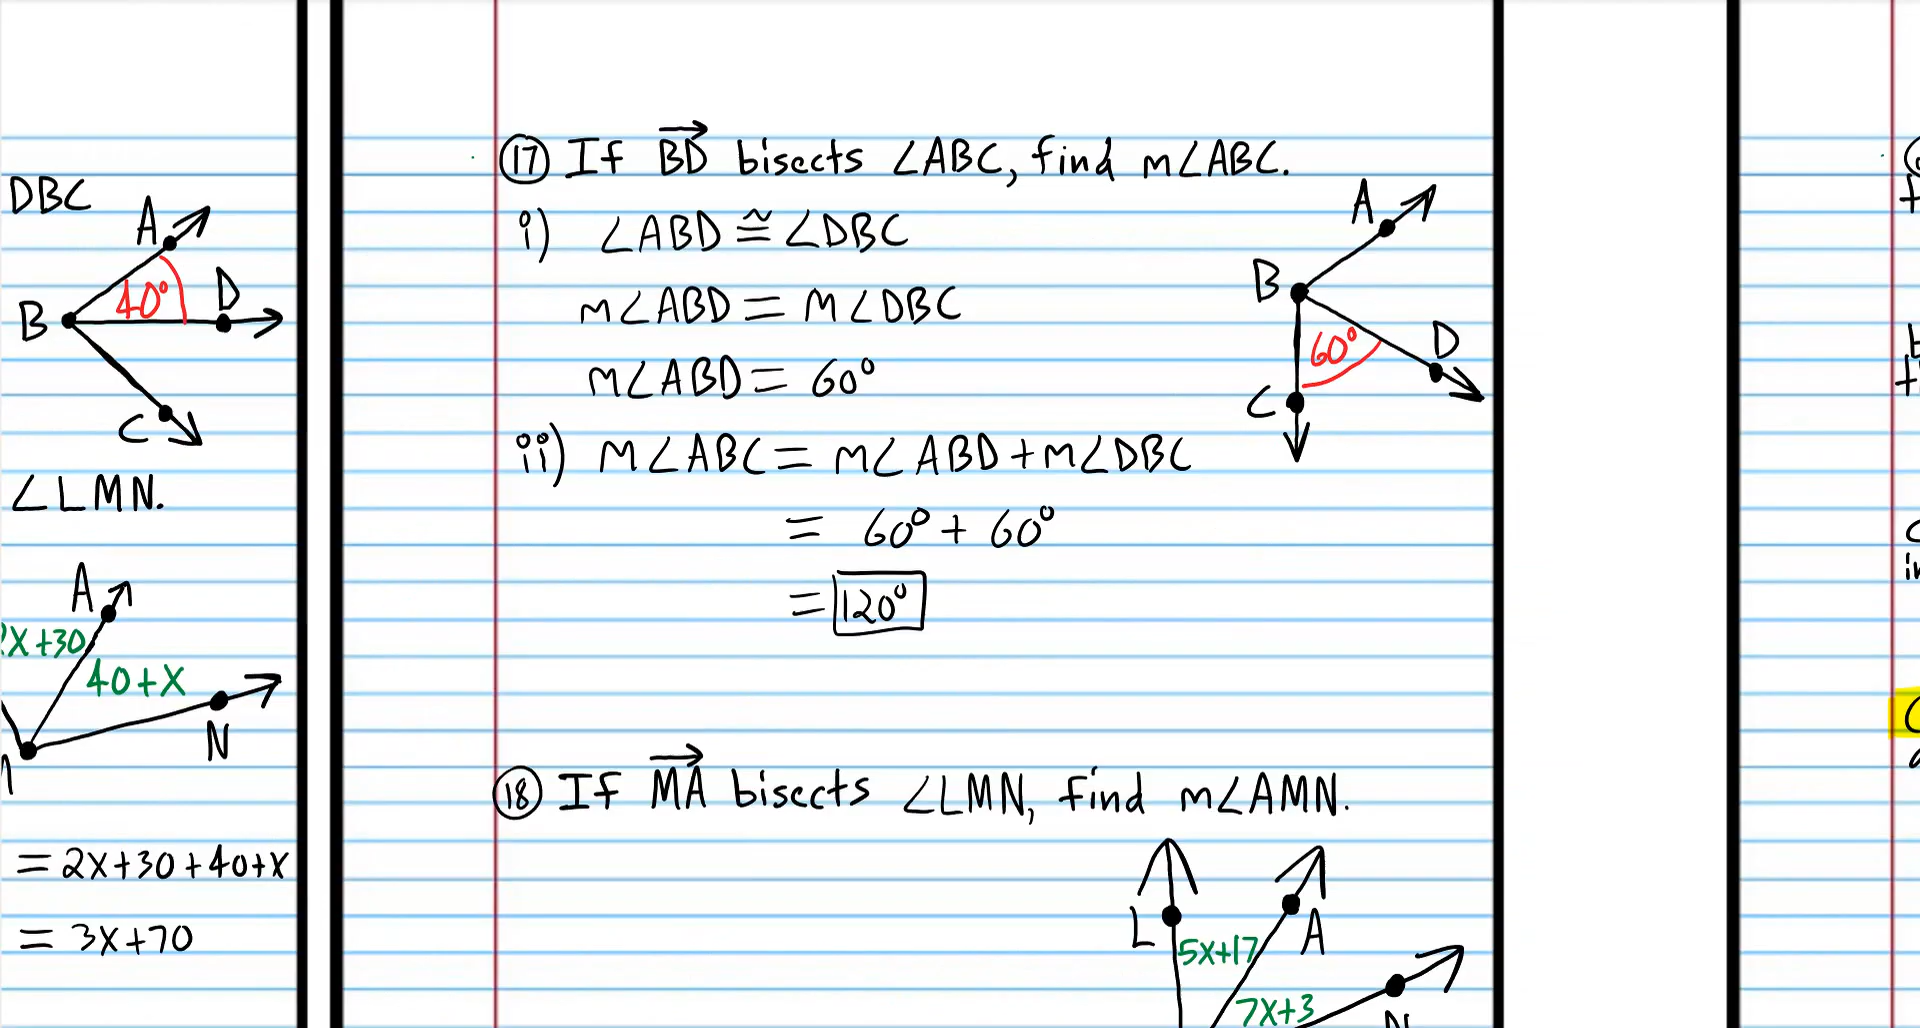 DBC
A
40°
D
B
C
∠LMN.
A
2x+30
40+x
N
= 2x+30+40+x
= 3x+70
⑰ If BD bisects ∠ABC, find m∠ABC.
i) ∠ABD ≅ ∠DBC
m∠ABD = m∠DBC
m∠ABD = 60°
ii) m∠ABC = m∠ABD + m∠DBC
= 60° + 60°
= 120°
A
B
60°
D
C
⑱ If MA bisects ∠LMN, find m∠AMN.
L
A
5x+17
7x+3
N